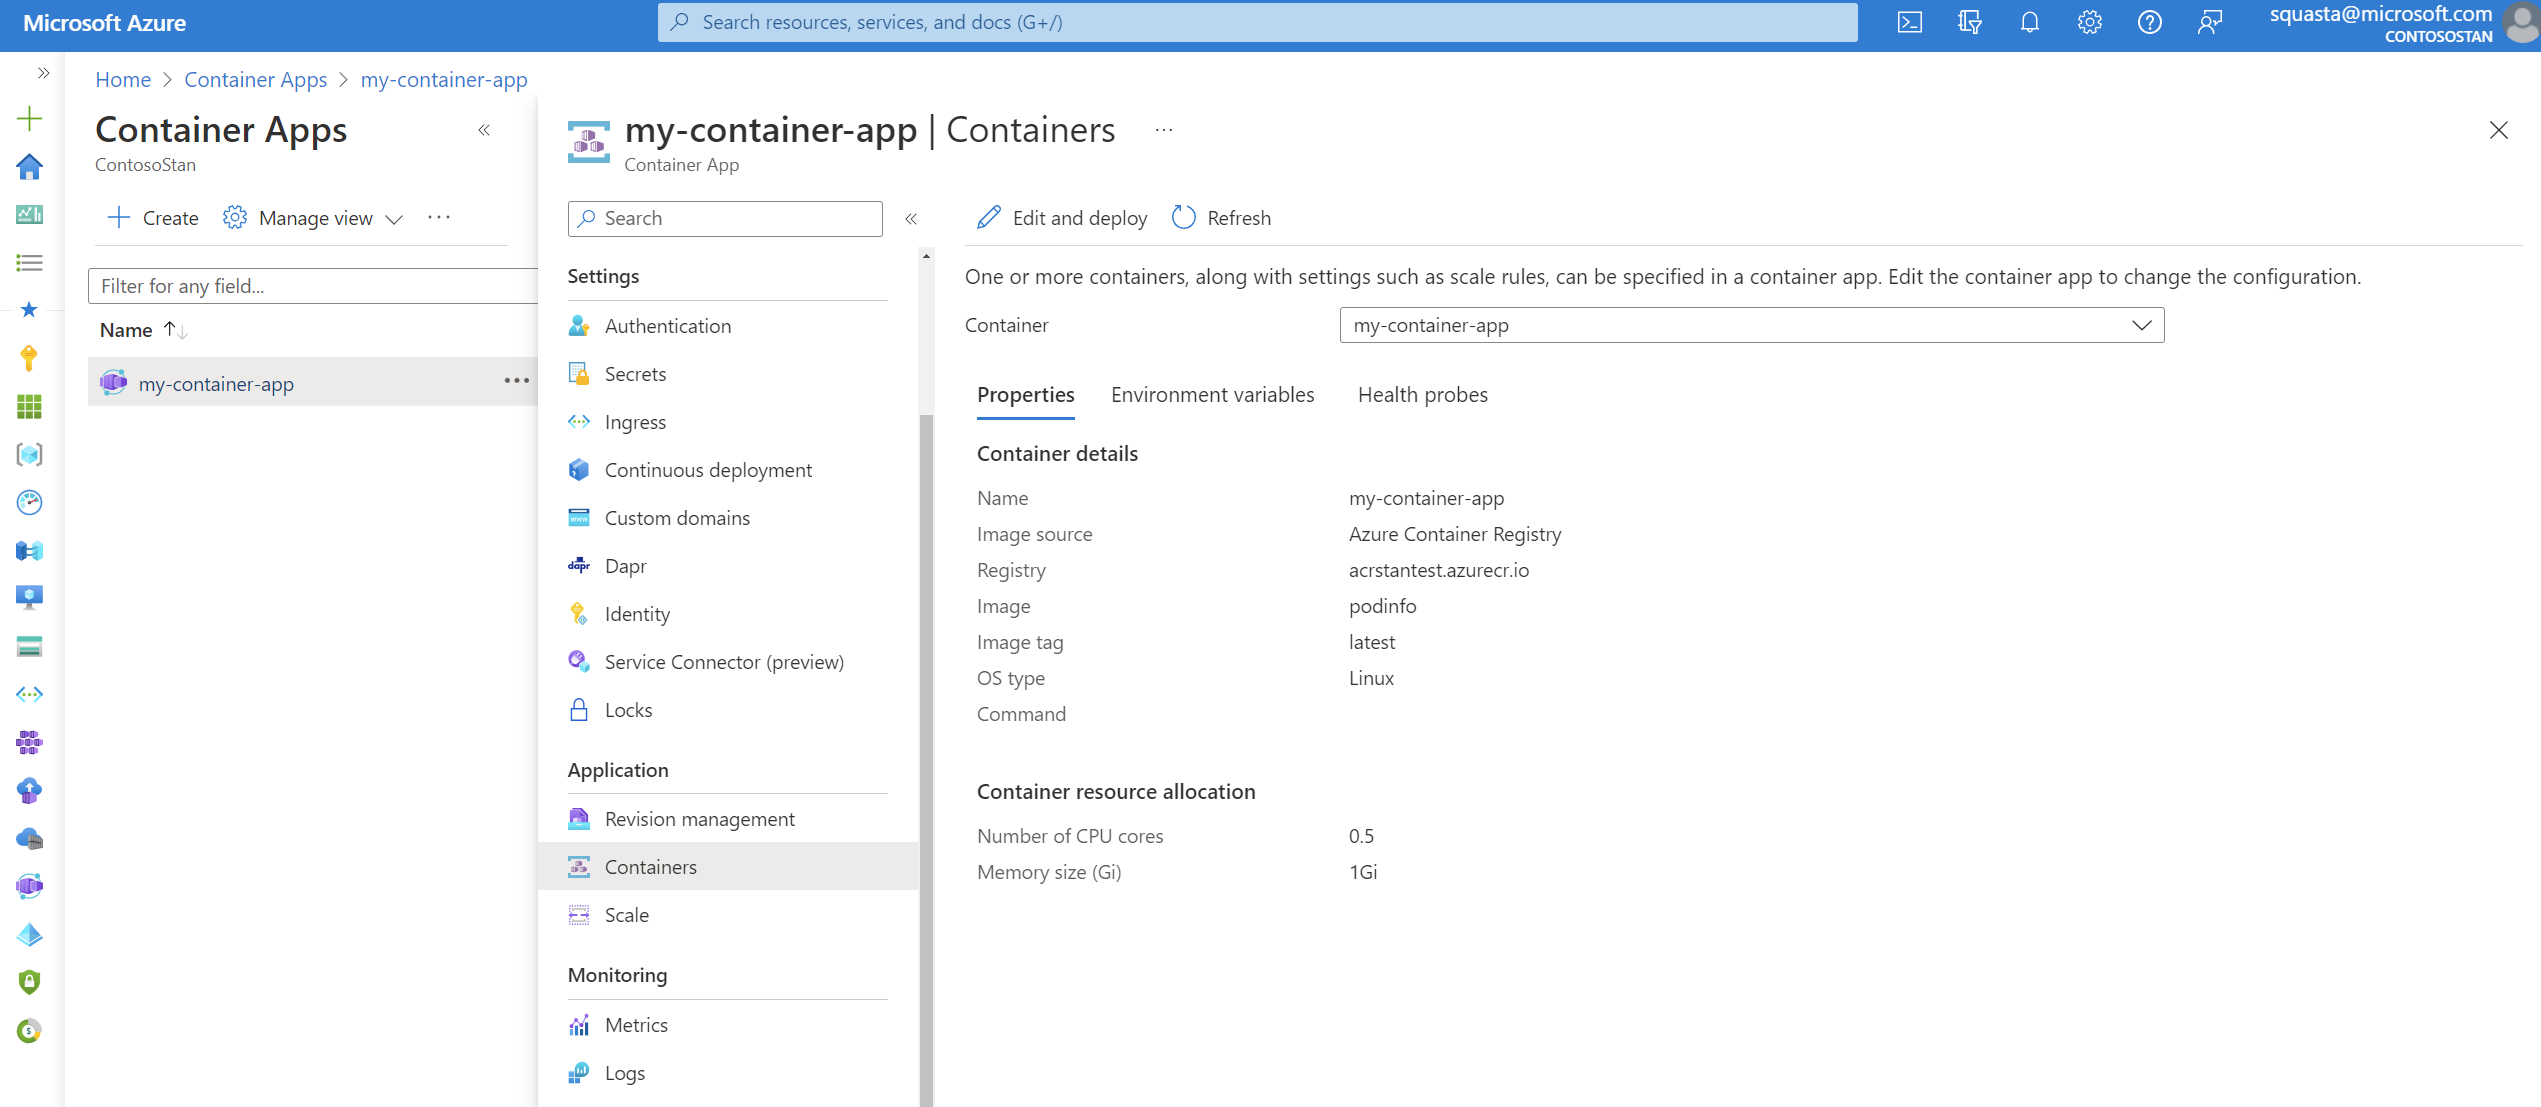 Microsoft Azure
Search resources, services, and docs (G+/)
squasta@microsoft.com
CONTOSOSTAN
Home > Container Apps > my-container-app
Container Apps
ContosoStan
Create Manage view
Filter for any field...
Name
my-container-app
my-container-app | Containers
Container App
Search
Settings
Authentication
Secrets
Ingress
Continuous deployment
www
Custom domains
dapr
Dapr
Identity
Service Connector (preview)
Locks
Application
Revision management
Containers
Scale
Monitoring
Metrics
Logs
Edit and deploy Refresh
One or more containers, along with settings such as scale rules, can be specified in a container app. Edit the container app to change the configuration.
Container my-container-app
Properties Environment variables Health probes
Container details
Name my-container-app
Image source Azure Container Registry
Registry acrstantest.azurecr.io
Image podinfo
Image tag latest
OS type Linux
Command
Container resource allocation
Number of CPU cores 0.5
Memory size (Gi) 1Gi